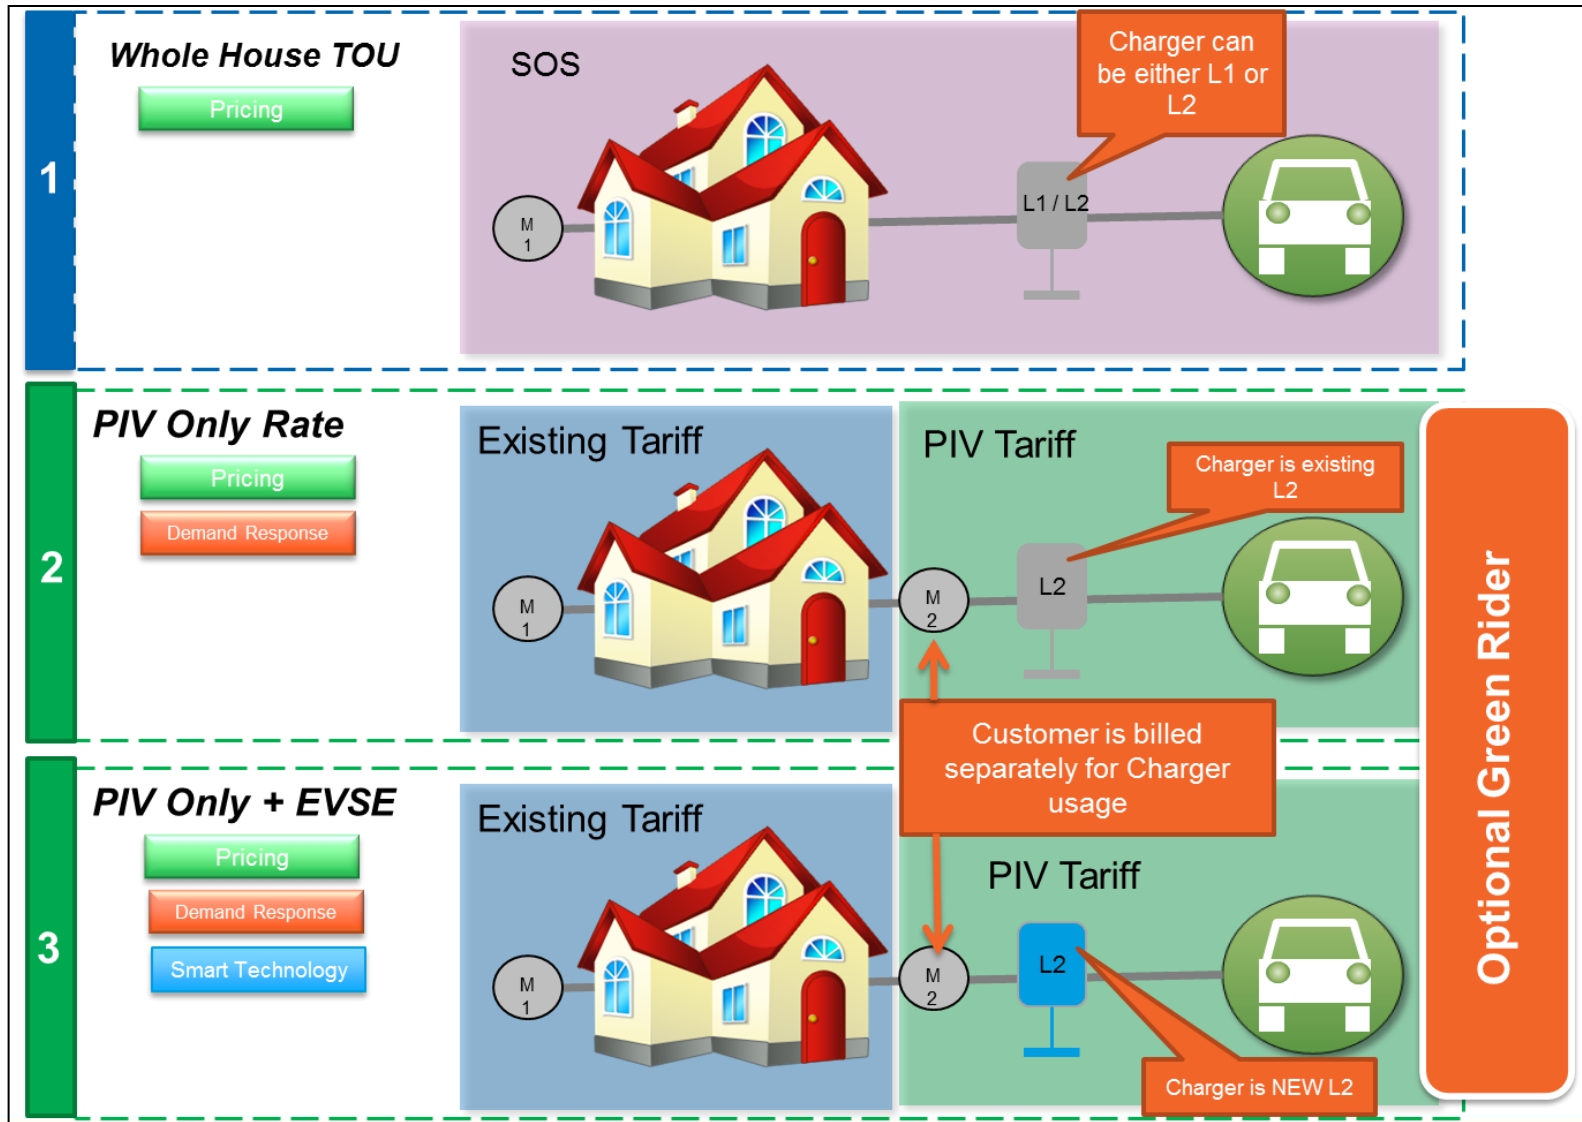 1
Whole House TOU
Pricing
SOS
Charger can
be either L1 or
L2
M
1
L1 / L2
2
PIV Only Rate
Pricing
Demand Response
Existing Tariff
PIV Tariff
Charger is existing
L2
M
1
M
2
L2
Customer is billed
separately for Charger
usage
3
PIV Only + EVSE
Pricing
Demand Response
Smart Technology
Existing Tariff
PIV Tariff
M
1
M
2
L2
Charger is NEW L2
Optional Green Rider